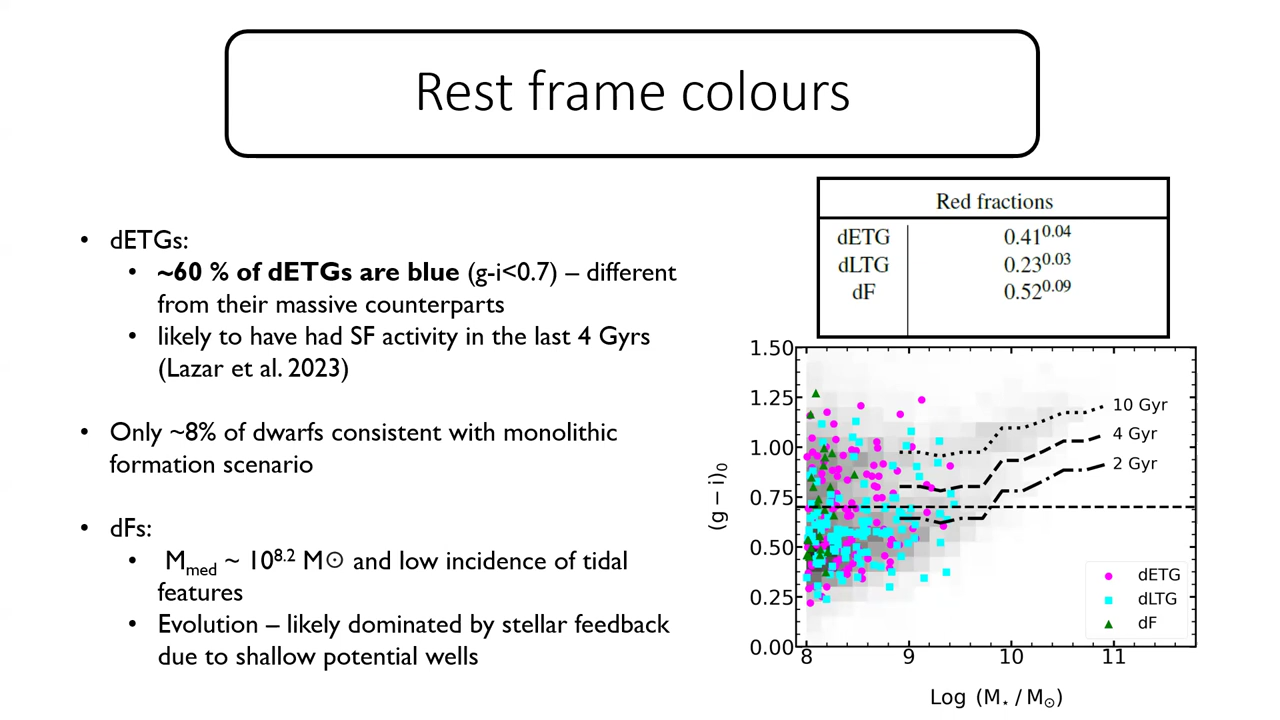 Rest frame colours
• dETGs:
• ~60 % of dETGs are blue (g-i<0.7) – different
from their massive counterparts
• likely to have had SF activity in the last 4 Gyrs
(Lazar et al. 2023)
• Only ~8% of dwarfs consistent with monolithic
formation scenario
• dFs:
• M_med ~ 10^8.2 M☉ and low incidence of tidal
features
• Evolution – likely dominated by stellar feedback
due to shallow potential wells
Red fractions
dETG 0.41^0.04
dLTG 0.23^0.03
dF 0.52^0.09
1.50
1.25
1.00
0.75
0.50
0.25
0.00
(g − i)₀
10 Gyr
4 Gyr
2 Gyr
dETG
dLTG
dF
8 9 10 11
Log (M⋆ / M☉)